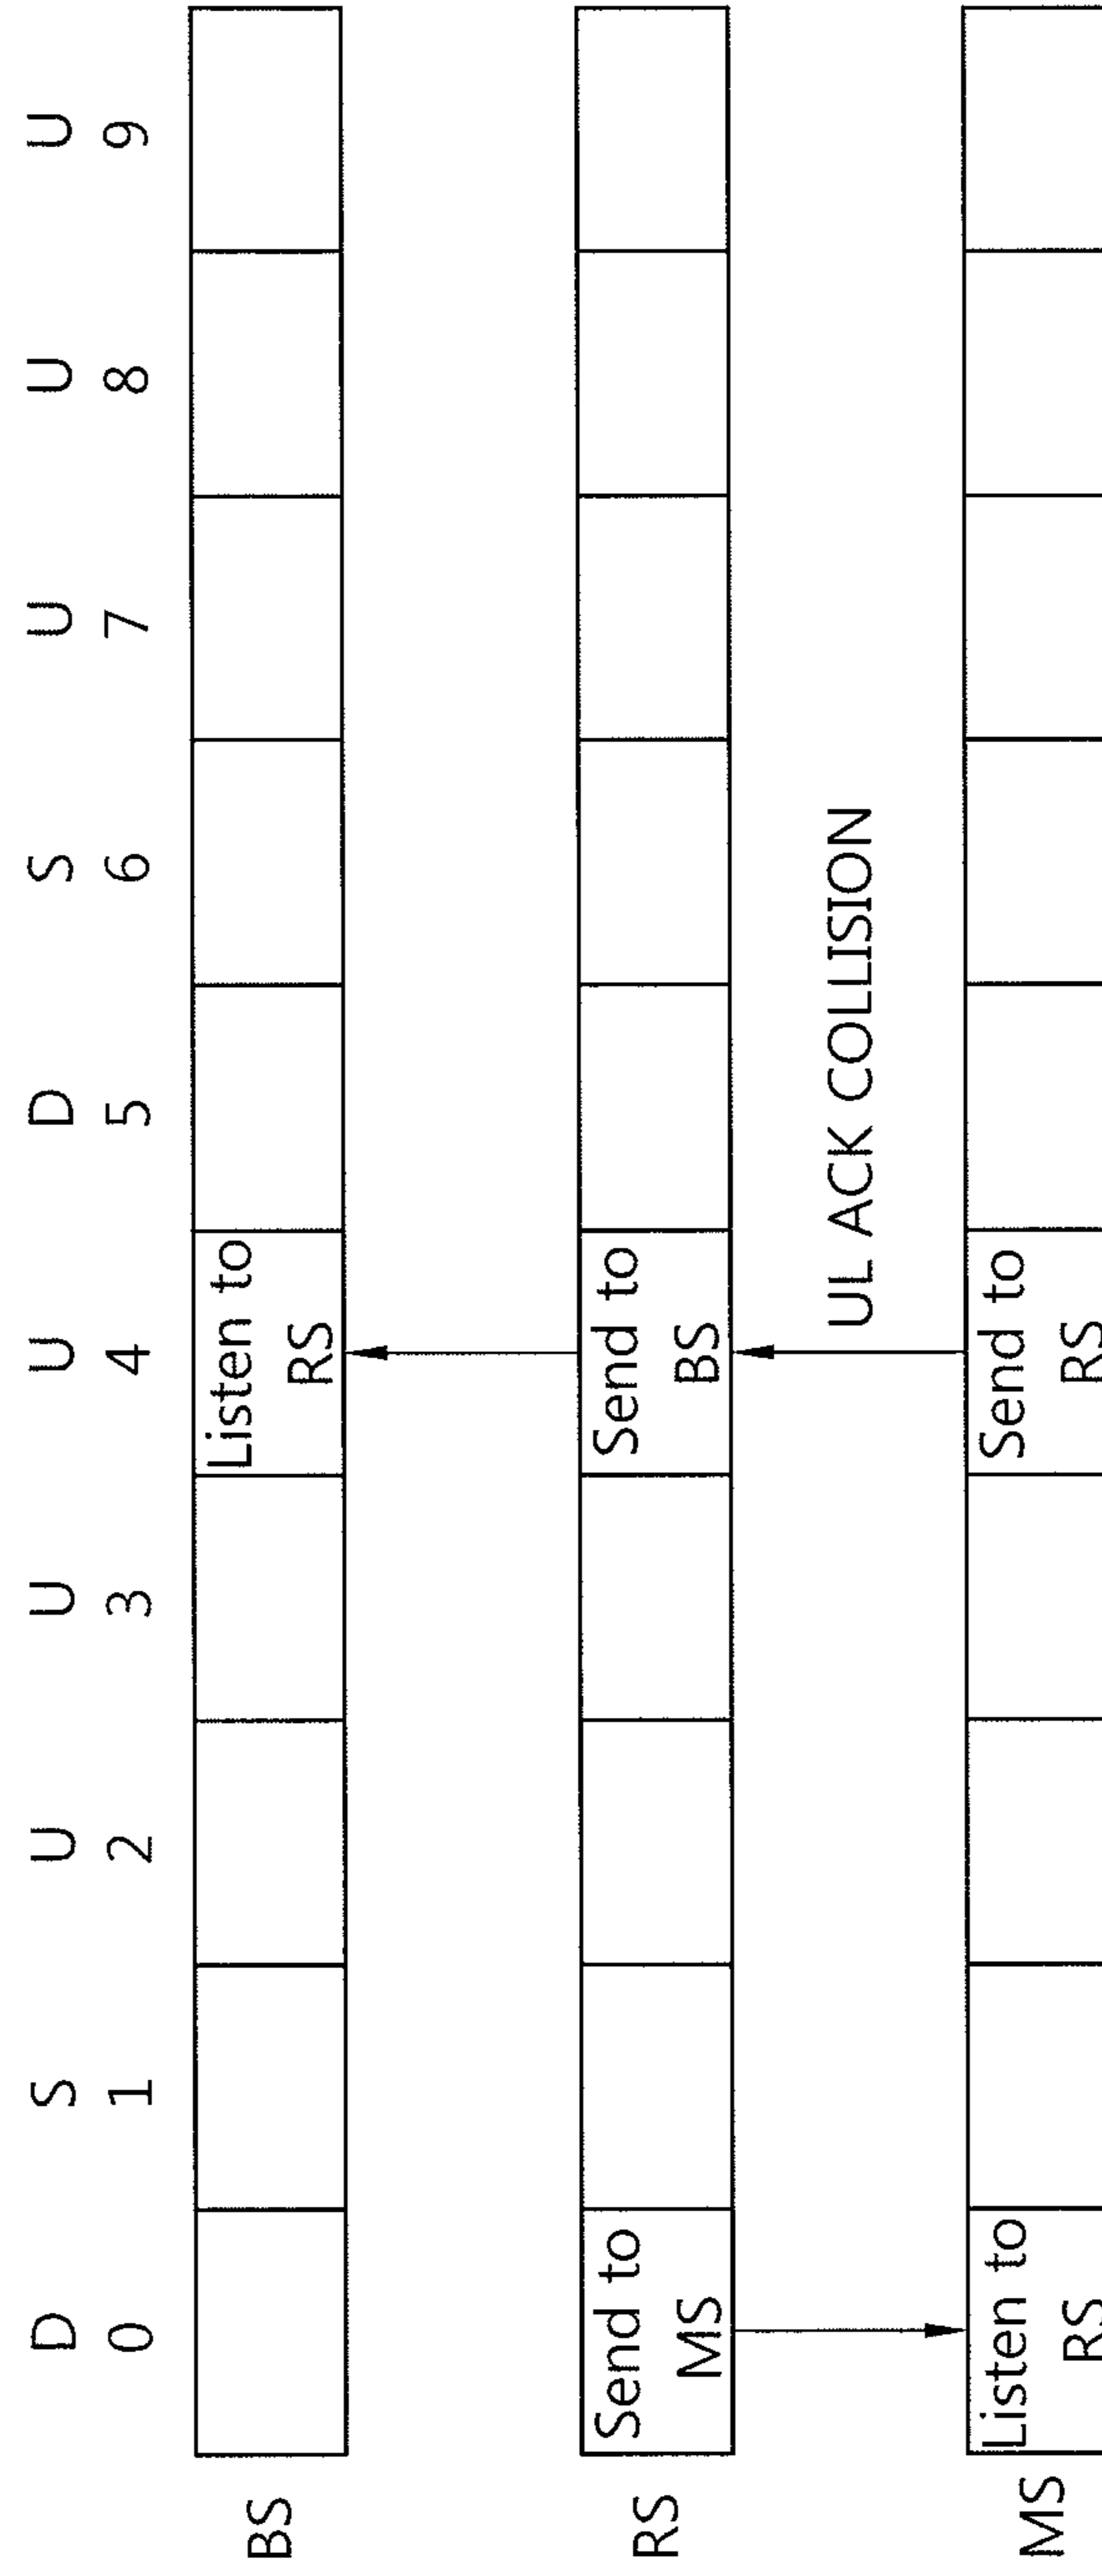 D S U U U D S U U U
0 1 2 3 4 5 6 7 8 9
BS
Listen to
RS
RS
Send to
MS
Send to
BS
UL ACK COLLISION
MS
Listen to
RS
Send to
RS